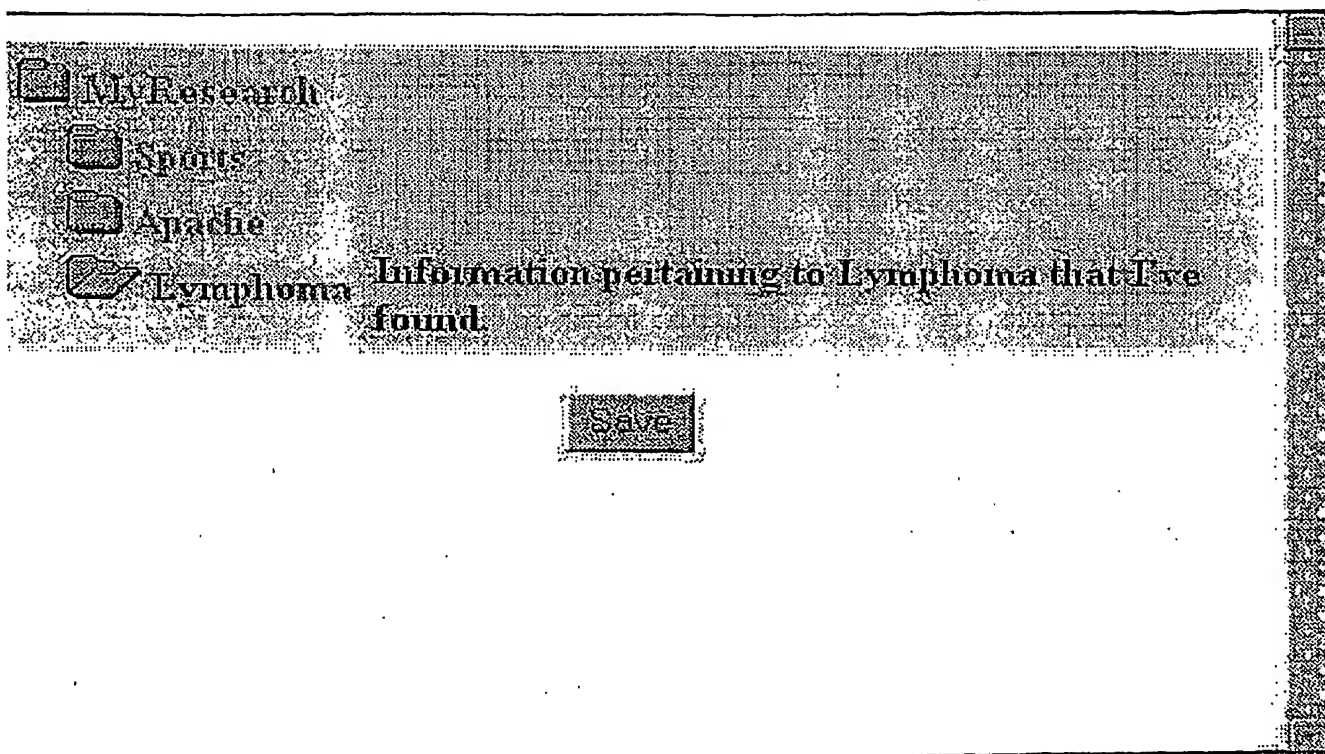 MyResearch
Sports
Apache
Lymphoma
Information pertaining to Lymphoma that I've
found.
Save